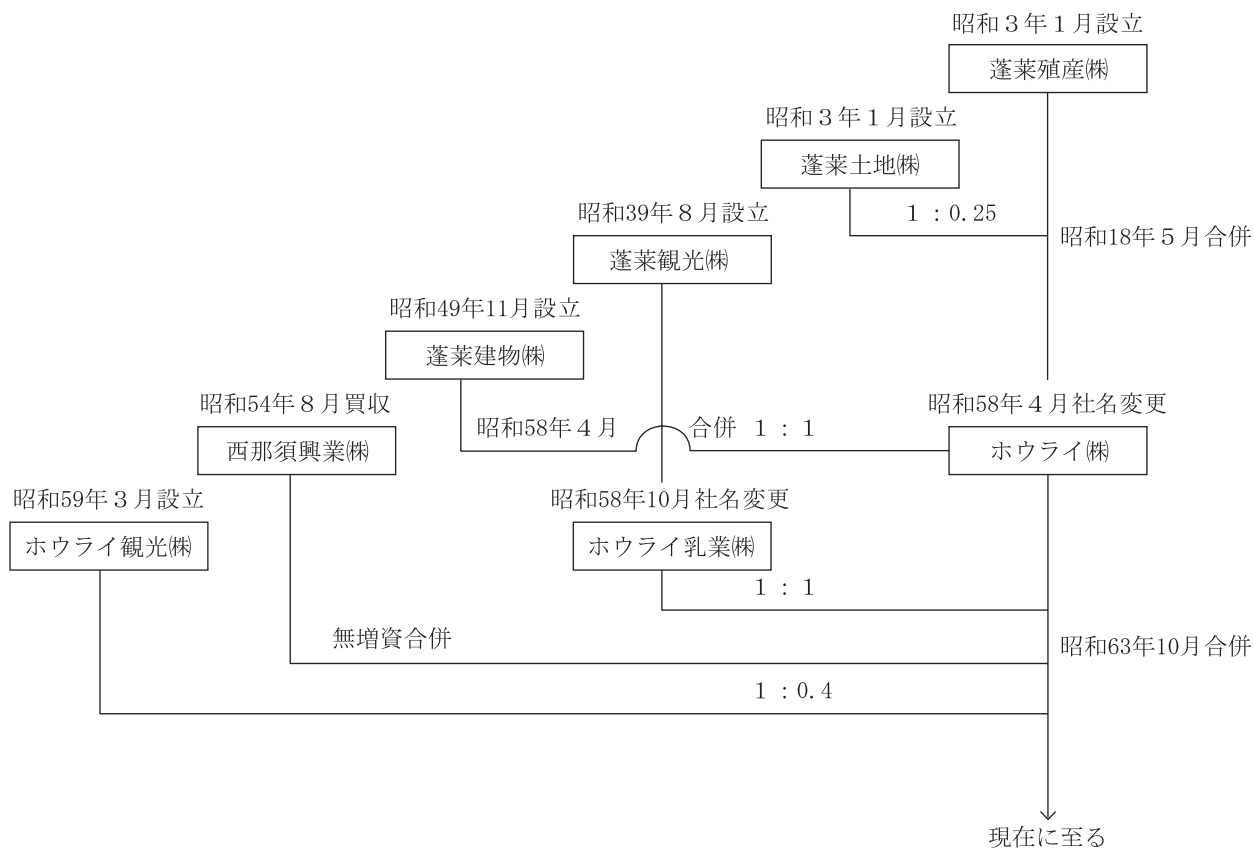 昭和３年１月設立
蓬莱殖産㈱
昭和３年１月設立
蓬莱土地㈱
１：0.25
昭和18年５月合併
昭和39年８月設立
蓬莱観光㈱
昭和49年11月設立
蓬莱建物㈱
昭和58年４月 合併 １：１
昭和58年４月社名変更
ホウライ㈱
昭和54年８月買収
西那須興業㈱
昭和58年10月社名変更
ホウライ乳業㈱
１：１
昭和59年３月設立
ホウライ観光㈱
無増資合併
昭和63年10月合併
１：0.4
現在に至る